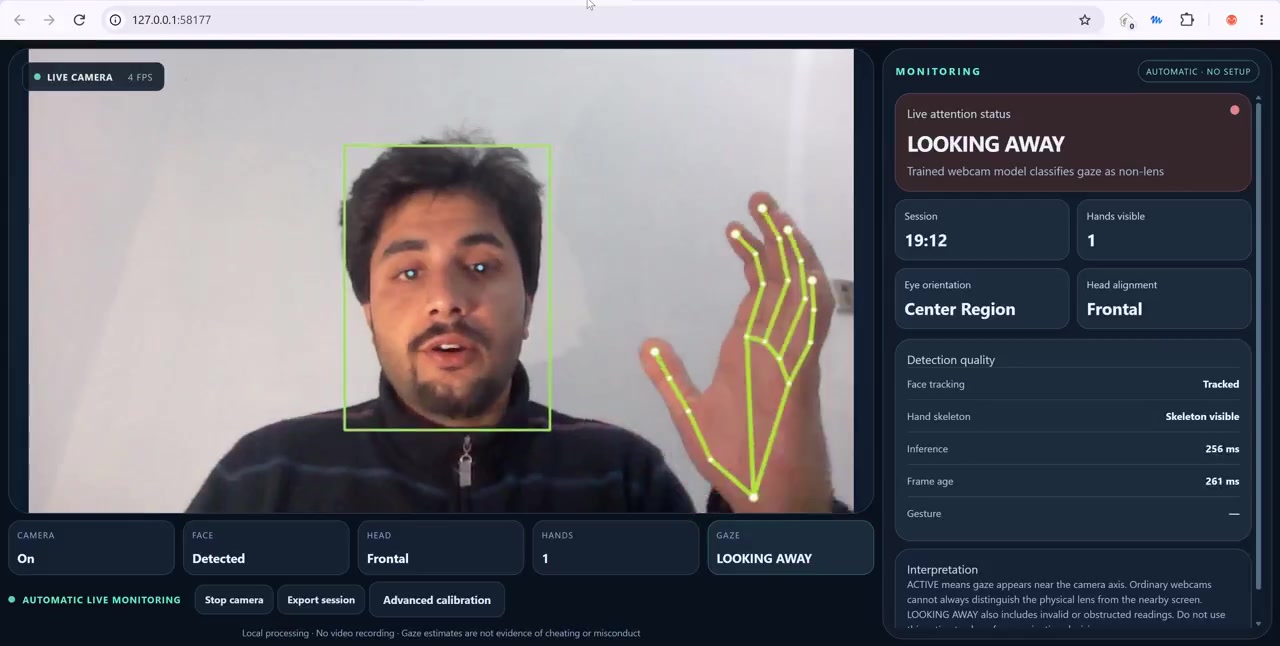 127.0.0.1:58177
0
LIVE CAMERA 4 FPS
MONITORING
AUTOMATIC · NO SETUP
Live attention status
LOOKING AWAY
Trained webcam model classifies gaze as non-lens
Session
19:12
Hands visible
1
Eye orientation
Center Region
Head alignment
Frontal
Detection quality
Face tracking Tracked
Hand skeleton Skeleton visible
Inference 256 ms
Frame age 261 ms
Gesture —
Interpretation
ACTIVE means gaze appears near the camera axis. Ordinary webcams
cannot always distinguish the physical lens from the nearby screen.
LOOKING AWAY also includes invalid or obstructed readings. Do not use
CAMERA
On
FACE
Detected
HEAD
Frontal
HANDS
1
GAZE
LOOKING AWAY
AUTOMATIC LIVE MONITORING
Stop camera
Export session
Advanced calibration
Local processing · No video recording · Gaze estimates are not evidence of cheating or misconduct